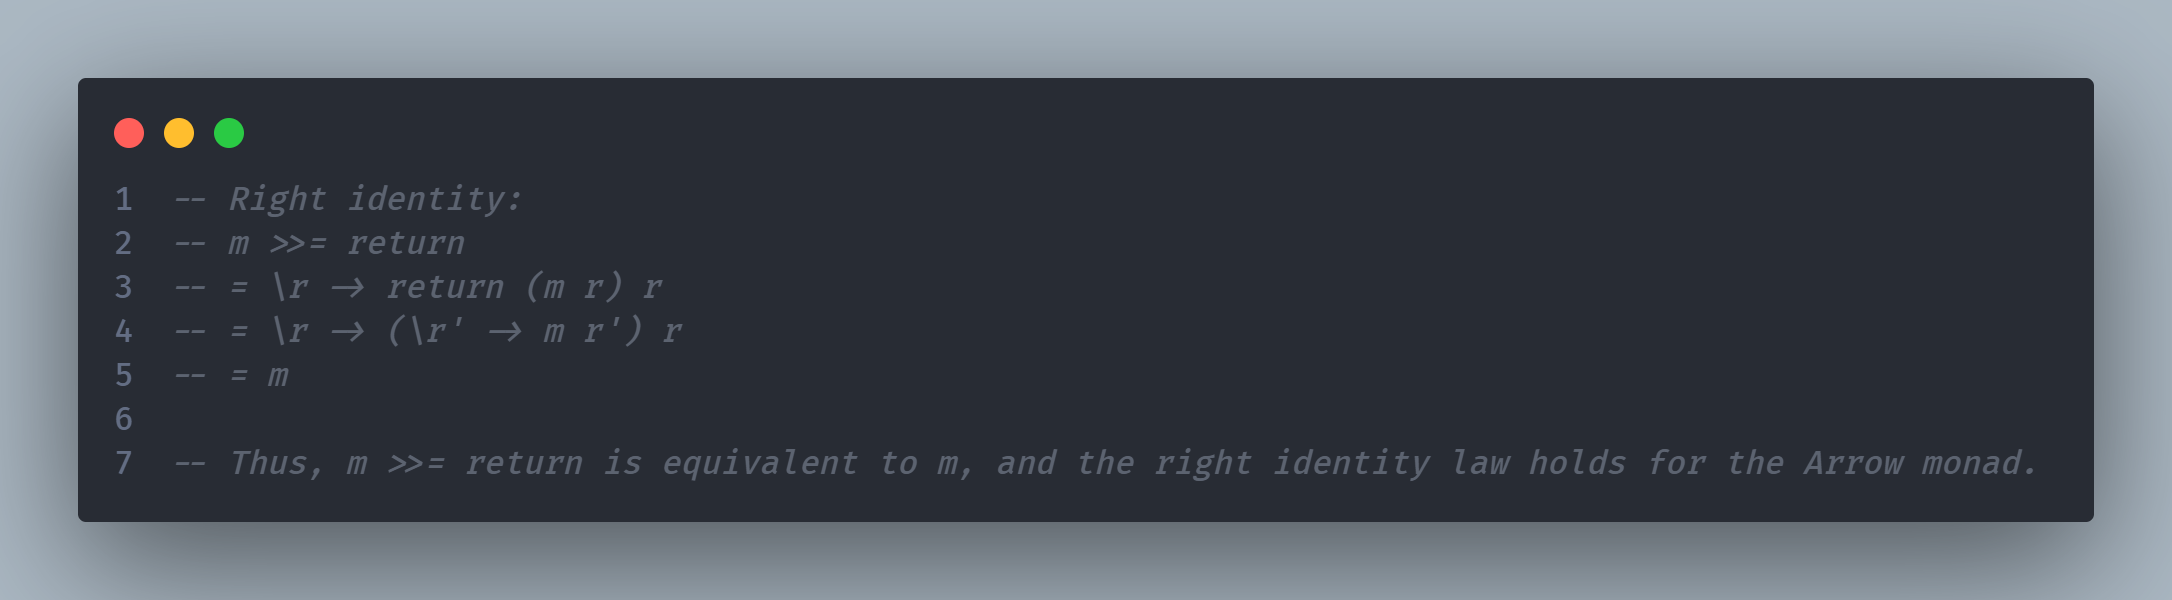 1 -- Right identity:
2 -- m >>= return
3 -- = \r -> return (m r) r
4 -- = \r -> (\r' -> m r') r
5 -- = m
6
7 -- Thus, m >>= return is equivalent to m, and the right identity law holds for the Arrow monad.